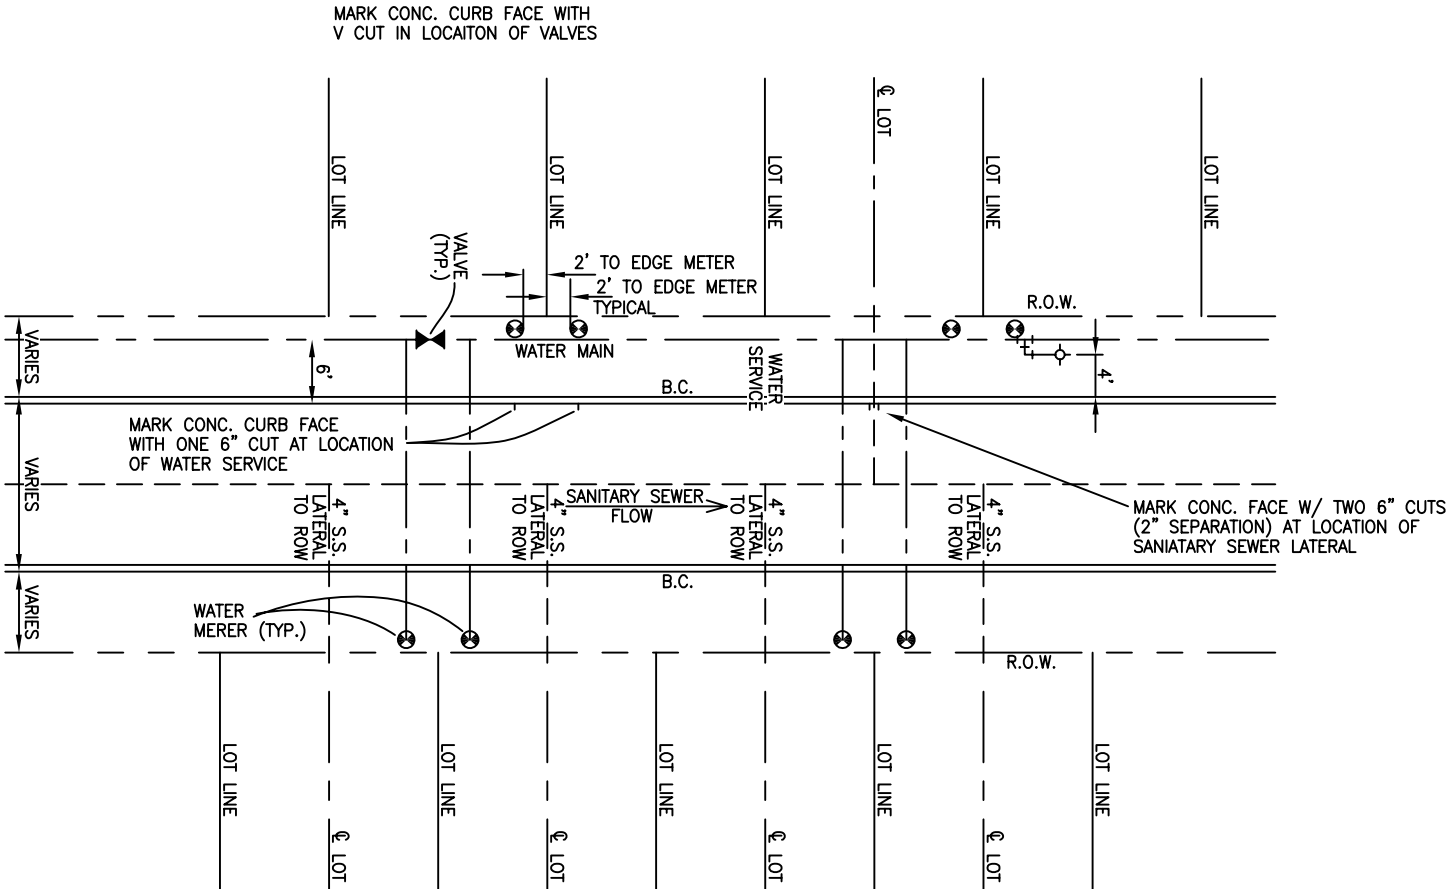 MARK CONC. CURB FACE WITH
V CUT IN LOCAITON OF VALVES
℄ LOT
LOT LINE
LOT LINE
LOT LINE
LOT LINE
LOT LINE
VALVE
(TYP.)
2' TO EDGE METER
2' TO EDGE METER
TYPICAL
R.O.W.
VARIES
6'
WATER MAIN
WATER
SERVICE
4'
B.C.
MARK CONC. CURB FACE
WITH ONE 6" CUT AT LOCATION
OF WATER SERVICE
VARIES
4" S.S.
LATERAL
TO ROW
4" S.S.
LATERAL
TO ROW
SANITARY SEWER
FLOW
4" S.S.
LATERAL
TO ROW
4" S.S.
LATERAL
TO ROW
MARK CONC. FACE W/ TWO 6" CUTS
(2" SEPARATION) AT LOCATION OF
SANIATARY SEWER LATERAL
B.C.
VARIES
WATER
MERER (TYP.)
R.O.W.
LOT LINE
LOT LINE
LOT LINE
LOT LINE
LOT LINE
℄ LOT
℄ LOT
℄ LOT
℄ LOT